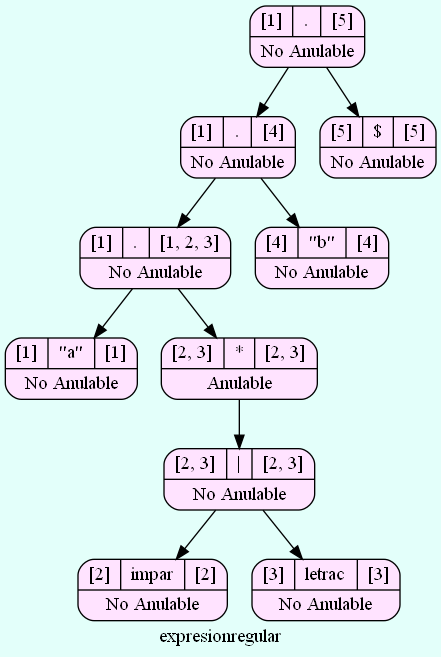 [1] . [5]
No Anulable
[1] . [4]
No Anulable
[5] $ [5]
No Anulable
[1] . [1, 2, 3]
No Anulable
[4] "b" [4]
No Anulable
[1] "a" [1]
No Anulable
[2, 3] * [2, 3]
Anulable
[2, 3] | [2, 3]
No Anulable
[2] impar [2]
No Anulable
[3] letrac [3]
No Anulable
expresionregular